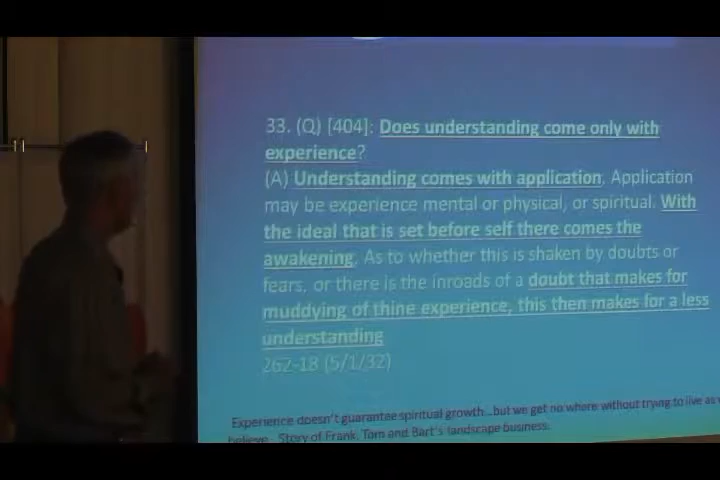 33. (Q) [404]: Does understanding come only with
experience?
(A) Understanding comes with application. Application
may be experience mental or physical, or spiritual. With
the ideal that is set before self there comes the
awakening. As to whether this is shaken by doubts or
fears, or there is the inroads of a doubt that makes for
muddying of thine experience, this then makes for a less
understanding
262-18 (5/1/32)
Experience doesn't guarantee spiritual growth...but we get no where without trying to live as
believe. Story of Frank, Tom and Bart's landscape business.